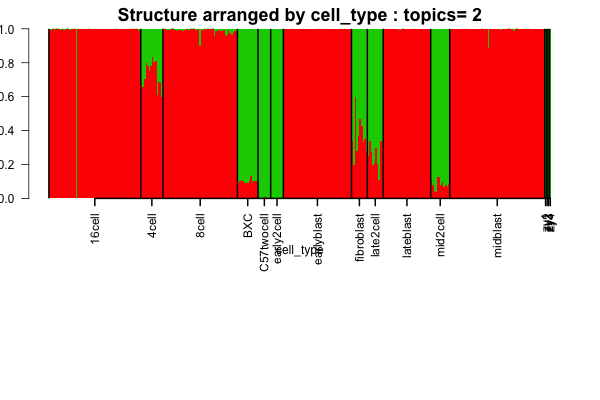 Structure arranged by cell_type : topics= 2
1.0
0.8
0.6
0.4
0.2
0.0
16cell
4cell
8cell
BXC
C57twocell
early2cell
earlyblast
fibroblast
late2cell
lateblast
mid2cell
midblast
cell_type